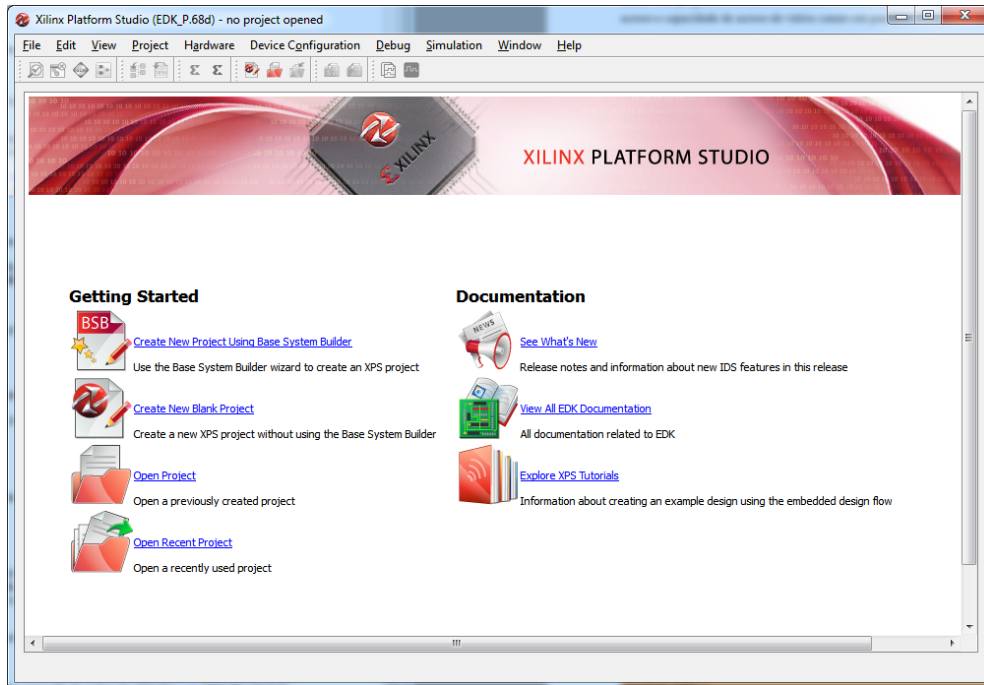 Xilinx Platform Studio (EDK_P.68d) - no project opened
File Edit View Project Hardware Device Configuration Debug Simulation Window Help
XILINX
XILINX PLATFORM STUDIO
Getting Started
BSB
Create New Project Using Base System Builder
Use the Base System Builder wizard to create an XPS project
Create New Blank Project
Create a new XPS project without using the Base System Builder
Open Project
Open a previously created project
Open Recent Project
Open a recently used project
Documentation
NEWS
See What's New
Release notes and information about new IDS features in this release
View All EDK Documentation
All documentation related to EDK
Explore XPS Tutorials
Information about creating an example design using the embedded design flow